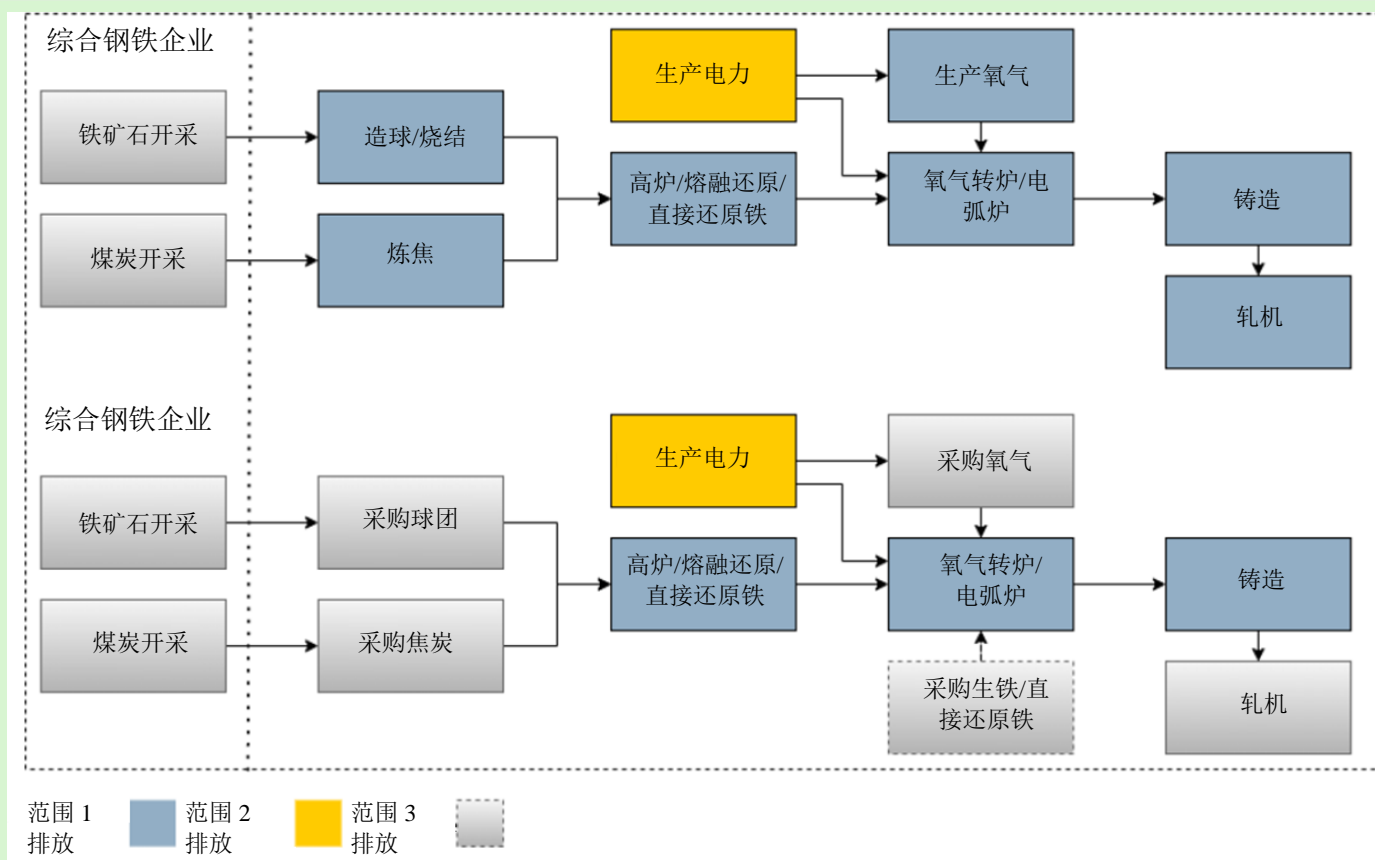 综合钢铁企业
铁矿石开采
煤炭开采
造球/烧结
炼焦
生产电力
高炉/熔融还原/
直接还原铁
生产氧气
氧气转炉/电
弧炉
铸造
轧机
综合钢铁企业
铁矿石开采
煤炭开采
采购球团
采购焦炭
生产电力
高炉/熔融还原/
直接还原铁
采购氧气
氧气转炉/
电弧炉
采购生铁/直
接还原铁
铸造
轧机
范围 1
排放
范围 2
排放
范围 3
排放